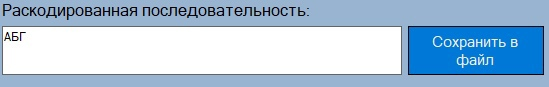 Раскодированная последовательность:
АБГ
Сохранить в
файл